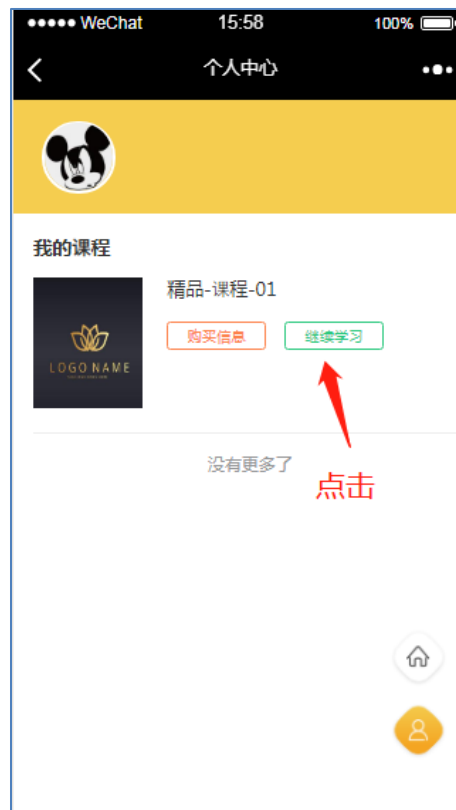 WeChat 15:58 100%
个人中心
我的课程
精品-课程-01
购买信息 继续学习
LOGO NAME
没有更多了
点击